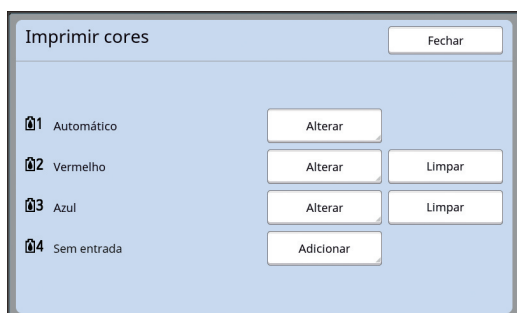 Imprimir cores
Fechar
1 Automático Alterar
2 Vermelho Alterar Limpar
3 Azul Alterar Limpar
4 Sem entrada Adicionar